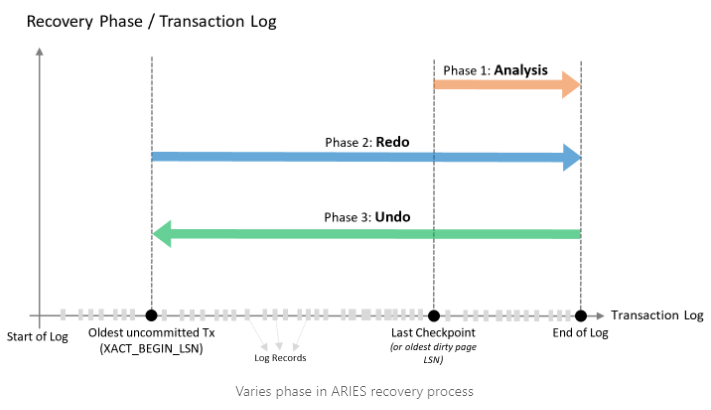 Recovery Phase / Transaction Log
Phase 1: Analysis
Phase 2: Redo
Phase 3: Undo
Transaction Log
Start of Log
Oldest uncommitted Tx
(XACT_BEGIN_LSN)
Log Records
Last Checkpoint
(or oldest dirty page
LSN)
End of Log
Varies phase in ARIES recovery process